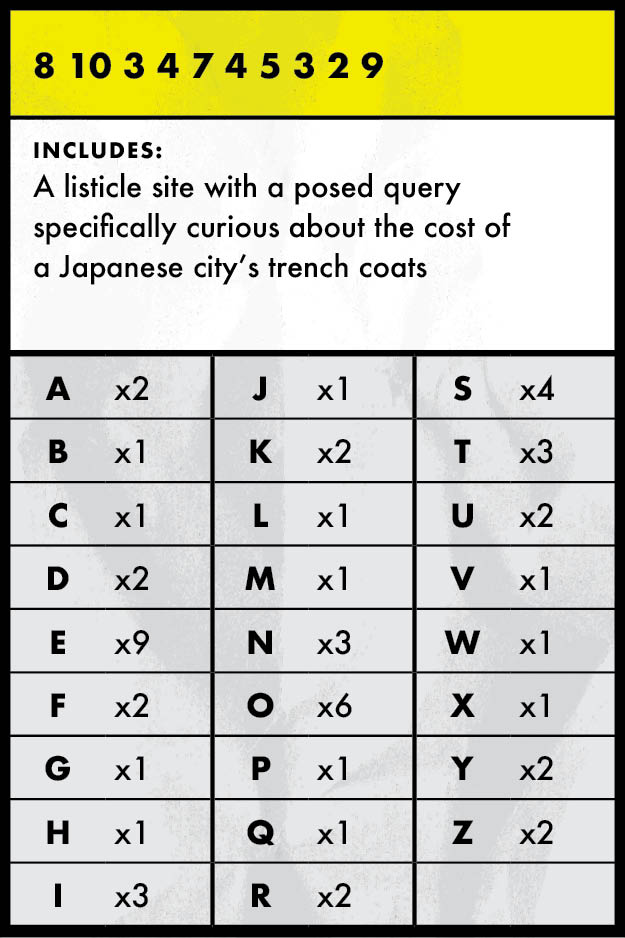 8 10 3 4 7 4 5 3 2 9
INCLUDES:
A listicle site with a posed query
specifically curious about the cost of
a Japanese city’s trench coats
A x2 J x1 S x4
B x1 K x2 T x3
C x1 L x1 U x2
D x2 M x1 V x1
E x9 N x3 W x1
F x2 O x6 X x1
G x1 P x1 Y x2
H x1 Q x1 Z x2
I x3 R x2